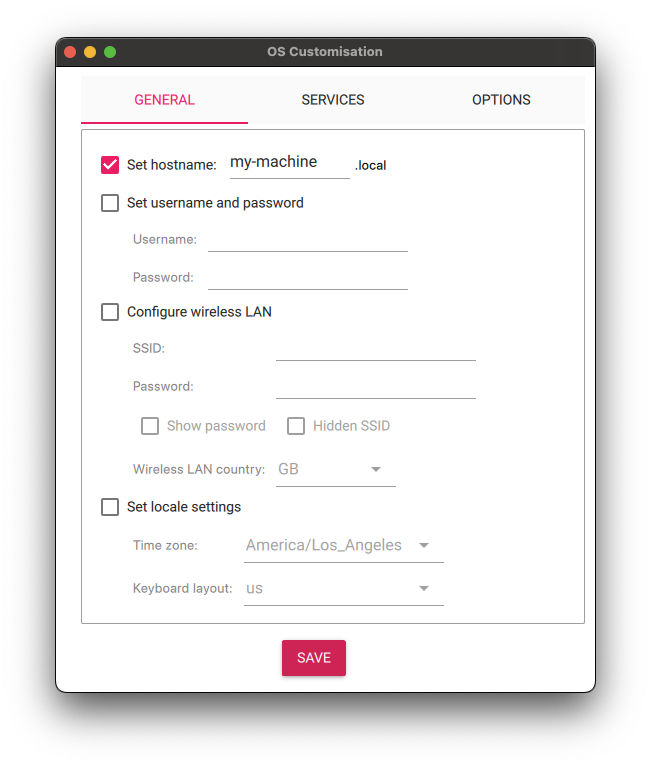 OS Customisation
GENERAL SERVICES OPTIONS
Set hostname: my-machine .local
Set username and password
Username:
Password:
Configure wireless LAN
SSID:
Password:
Show password Hidden SSID
Wireless LAN country: GB
Set locale settings
Time zone: America/Los_Angeles
Keyboard layout: us
SAVE